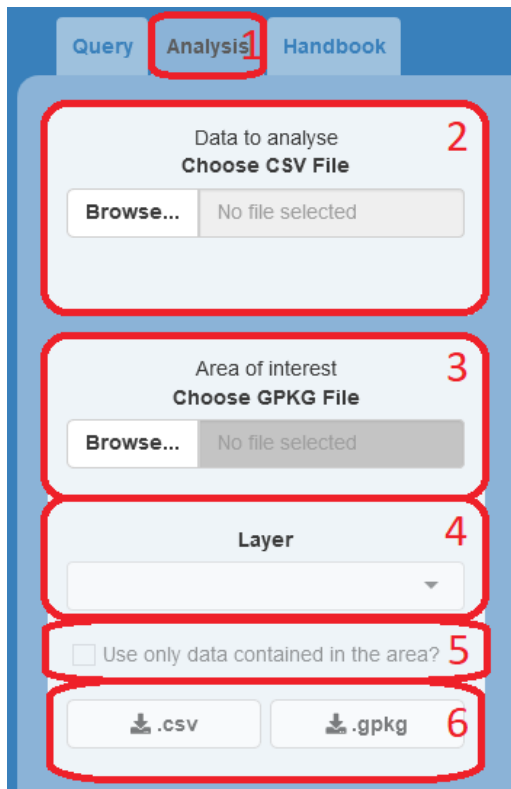 Query Analysis 1 Handbook
Data to analyse 2
Choose CSV File
Browse... No file selected
Area of interest 3
Choose GPKG File
Browse... No file selected
Layer 4
Use only data contained in the area? 5
.csv .gpkg 6